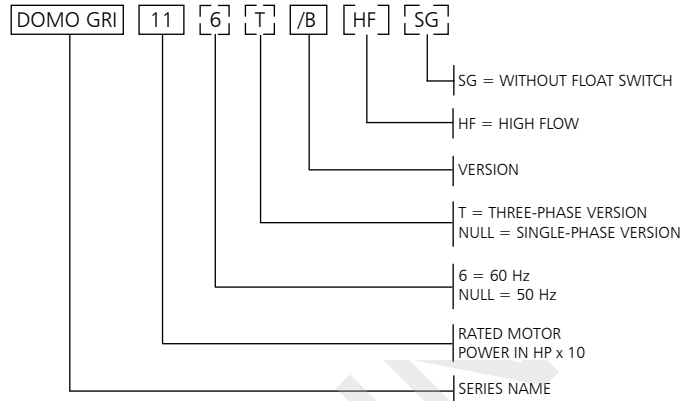 DOMO GRI 11 6 T /B HF SG
SG = WITHOUT FLOAT SWITCH
HF = HIGH FLOW
VERSION
T = THREE-PHASE VERSION
NULL = SINGLE-PHASE VERSION
6 = 60 Hz
NULL = 50 Hz
RATED MOTOR
POWER IN HP x 10
SERIES NAME